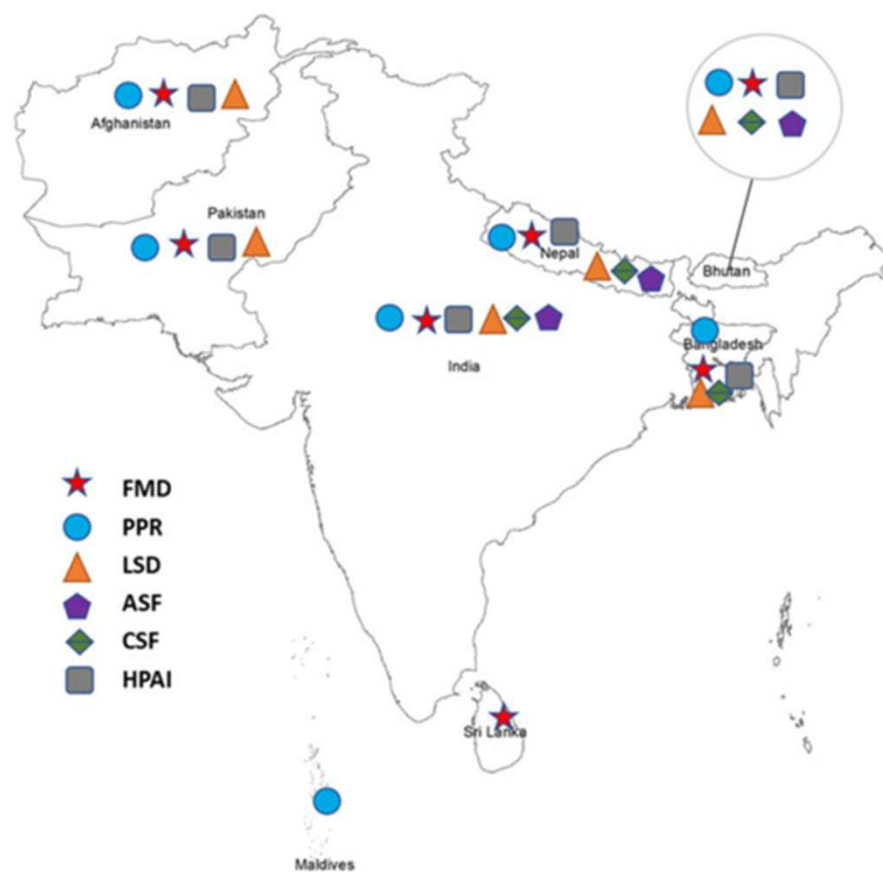 Afghanistan
Pakistan
Nepal
Bhutan
Bangladesh
India
FMD
PPR
LSD
ASF
CSF
HPAI
Sri Lanka
Maldives